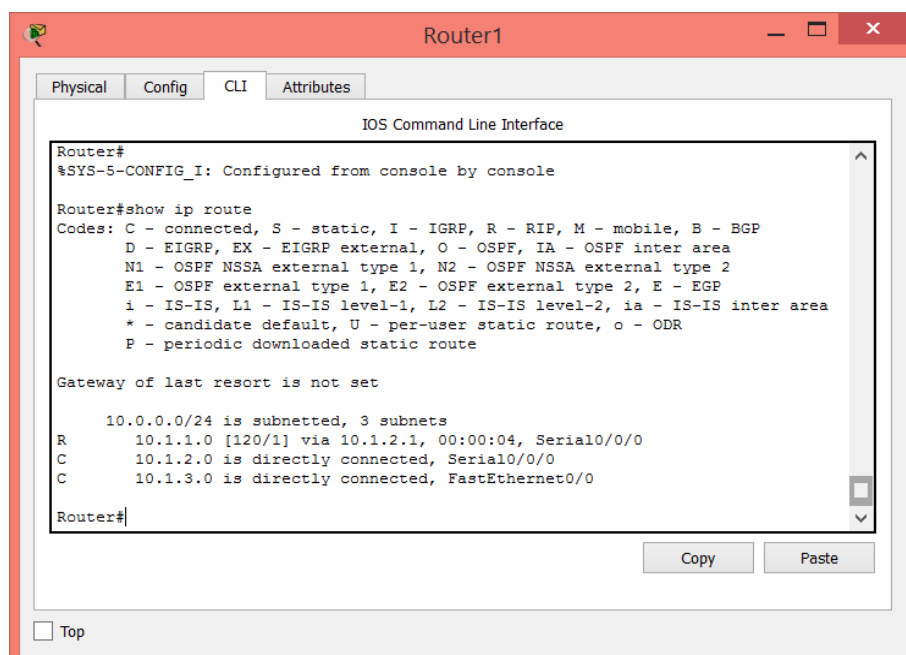 Router1
Physical Config CLI Attributes
IOS Command Line Interface
Router#
%SYS-5-CONFIG_I: Configured from console by console
Router#show ip route
Codes: C - connected, S - static, I - IGRP, R - RIP, M - mobile, B - BGP
D - EIGRP, EX - EIGRP external, O - OSPF, IA - OSPF inter area
N1 - OSPF NSSA external type 1, N2 - OSPF NSSA external type 2
E1 - OSPF external type 1, E2 - OSPF external type 2, E - EGP
i - IS-IS, L1 - IS-IS level-1, L2 - IS-IS level-2, ia - IS-IS inter area
* - candidate default, U - per-user static route, o - ODR
P - periodic downloaded static route
Gateway of last resort is not set
10.0.0.0/24 is subnetted, 3 subnets
R 10.1.1.0 [120/1] via 10.1.2.1, 00:00:04, Serial0/0/0
C 10.1.2.0 is directly connected, Serial0/0/0
C 10.1.3.0 is directly connected, FastEthernet0/0
Router#
Copy Paste
Top